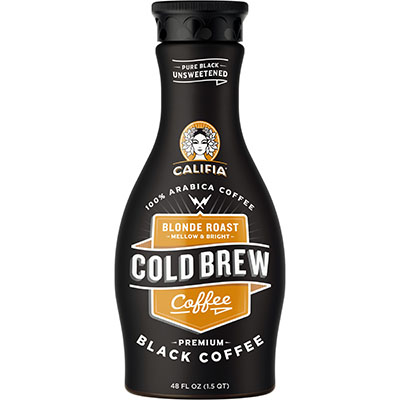 PURE BLACK
UNSWEETENED
CALIFIA
100% ARABICA COFFEE
BLONDE ROAST
MELLOW & BRIGHT
COLD BREW
Coffee
PREMIUM
BLACK COFFEE
48 FL OZ (1.5 QT)